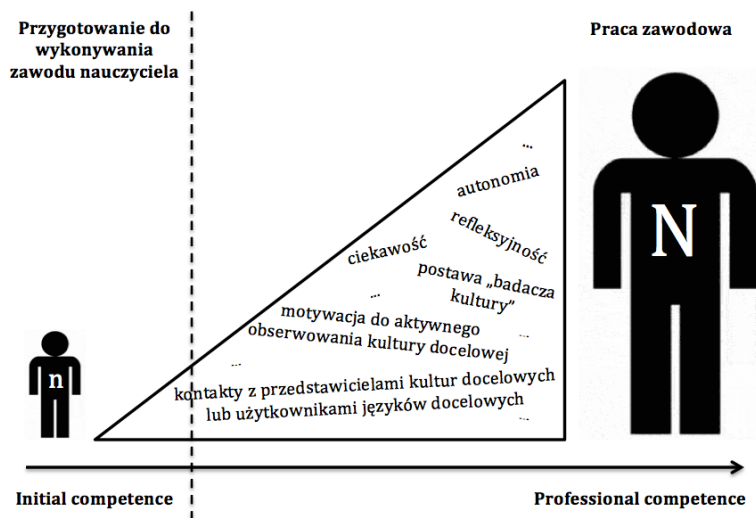 Przygotowanie do
wykonywania
zawodu nauczyciela
Praca zawodowa
...
autonomia
refleksyjność
ciekawość
postawa „badacza
kultury”
...
motywacja do aktywnego
obserwowania kultury docelowej
...
...
kontakty z przedstawicielami kultur docelowych
lub użytkownikami języków docelowych
...
n
N
Initial competence
Professional competence